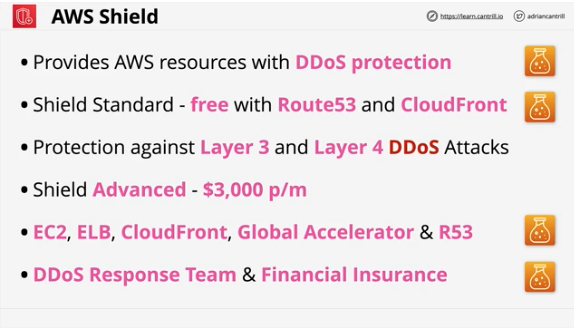 AWS Shield
https://learn.cantrill.io
adriancantrill
• Provides AWS resources with DDoS protection
• Shield Standard - free with Route53 and CloudFront
• Protection against Layer 3 and Layer 4 DDoS Attacks
• Shield Advanced - $3,000 p/m
• EC2, ELB, CloudFront, Global Accelerator & R53
• DDoS Response Team & Financial Insurance